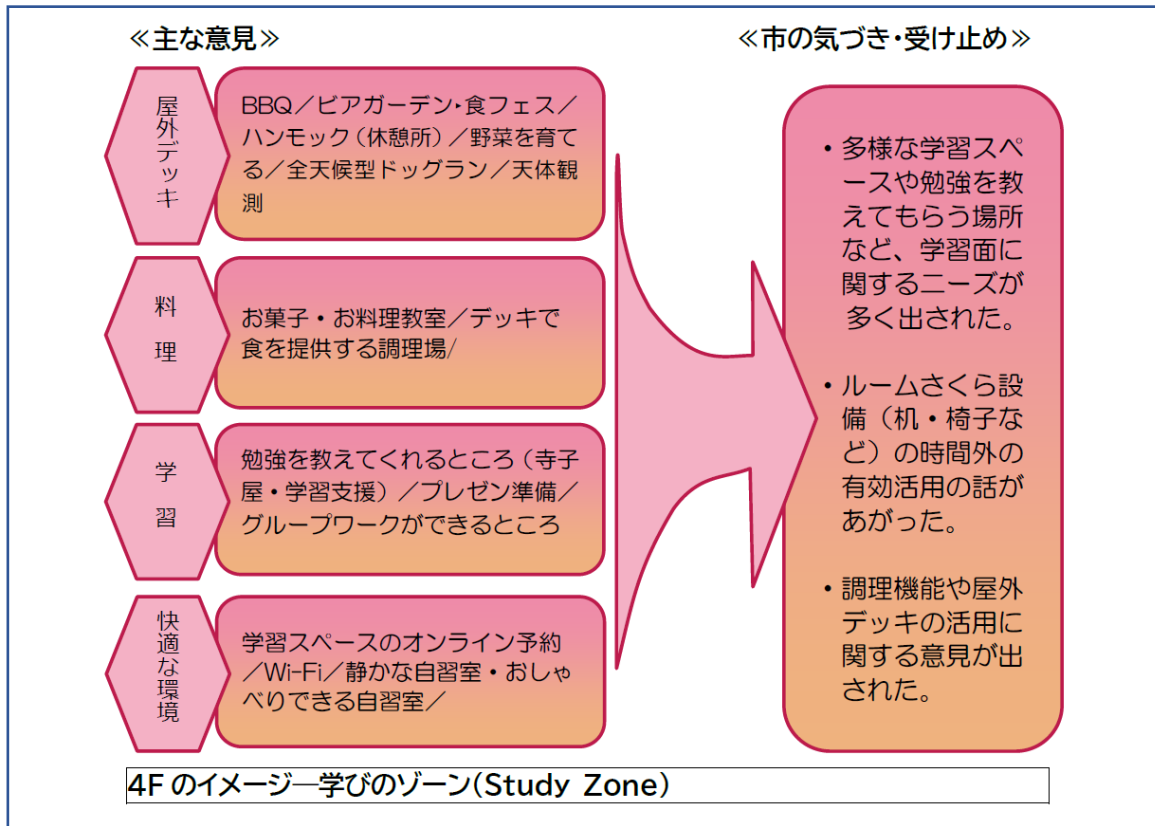 ≪主な意見≫
≪市の気づき・受け止め≫
屋外デッキ
BBQ／ビアガーデン・食フェス／
ハンモック（休憩所）／野菜を育て
る／全天候型ドッグラン／天体観
測
料理
お菓子・お料理教室／デッキで
食を提供する調理場/
学習
勉強を教えてくれるところ（寺子
屋・学習支援）／プレゼン準備／
グループワークができるところ
快適な環境
学習スペースのオンライン予約
／Wi-Fi／静かな自習室・おしゃ
べりできる自習室／
・多様な学習スペ
ースや勉強を教
えてもらう場所
など、学習面に
関するニーズが
多く出された。
・ルームさくら設
備（机・椅子な
ど）の時間外の
有効活用の話が
あがった。
・調理機能や屋外
デッキの活用に
関する意見が出
された。
4F のイメージ―学びのゾーン(Study Zone)